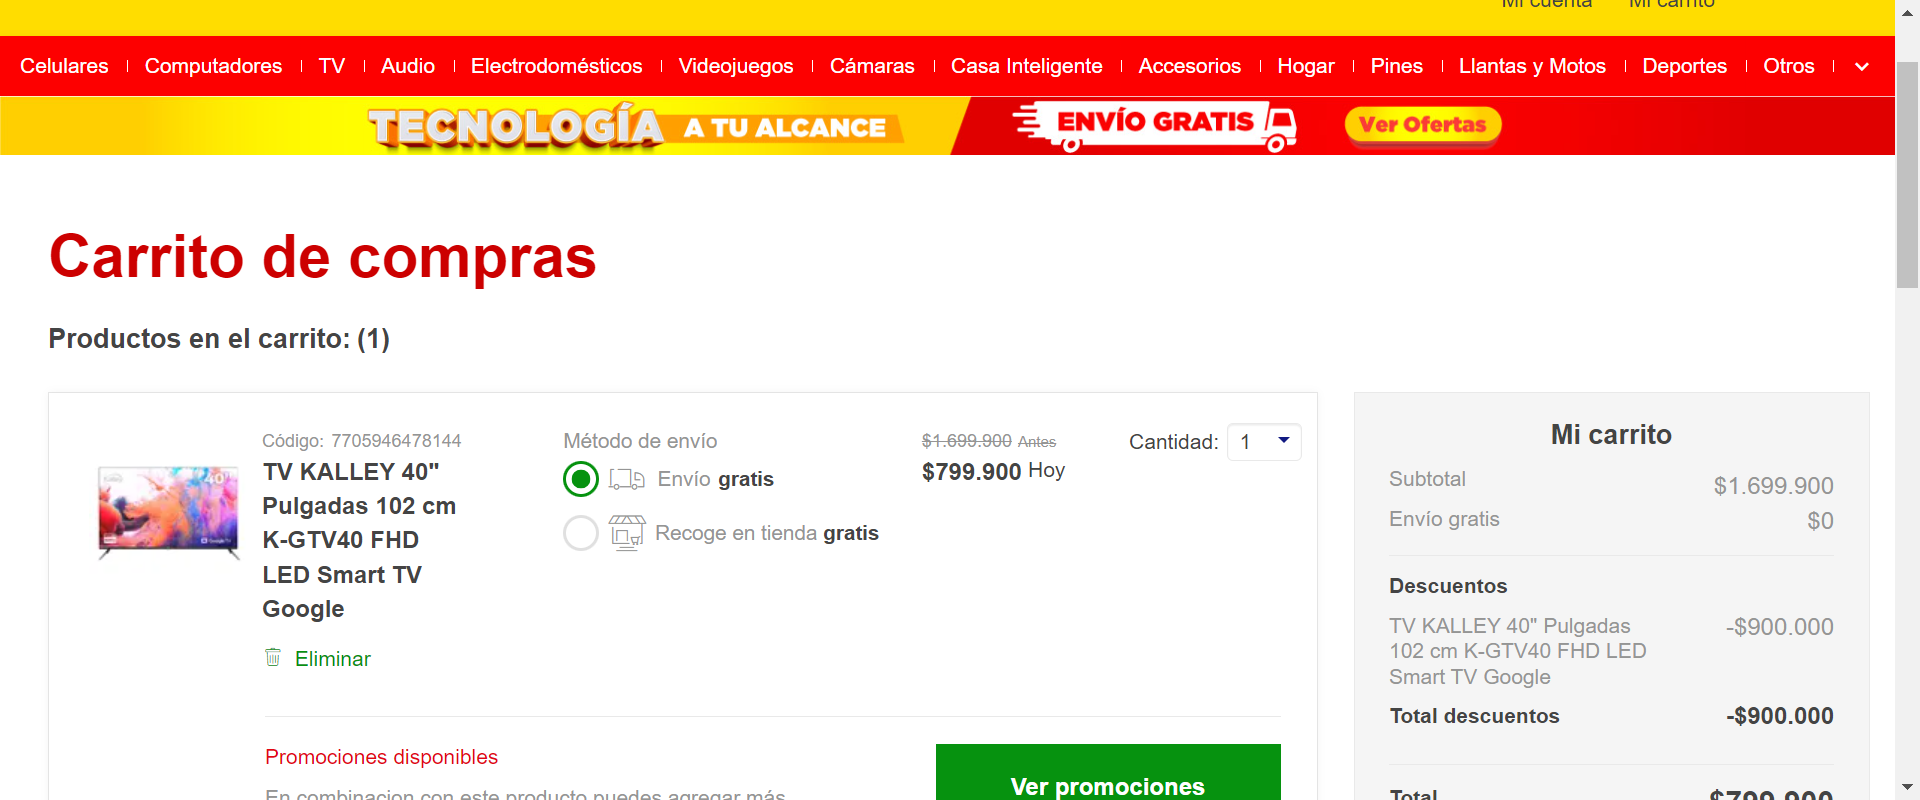 Mi cuenta Mi carrito
Celulares Computadores TV Audio Electrodomésticos Videojuegos Cámaras Casa Inteligente Accesorios Hogar Pines Llantas y Motos Deportes Otros
TECNOLOGÍA A TU ALCANCE ENVÍO GRATIS Ver Ofertas
Carrito de compras
Productos en el carrito: (1)
Código: 7705946478144
TV KALLEY 40" Pulgadas 102 cm K-GTV40 FHD LED Smart TV Google
Eliminar
Método de envío
Envío gratis
Recoge en tienda gratis
$1.699.900 Antes
$799.900 Hoy
Cantidad: 1
Promociones disponibles
En combinacion con este producto puedes agregar más
Ver promociones
Mi carrito
Subtotal $1.699.900
Envío gratis $0
Descuentos
TV KALLEY 40" Pulgadas -$900.000
102 cm K-GTV40 FHD LED
Smart TV Google
Total descuentos -$900.000
Total $799.900